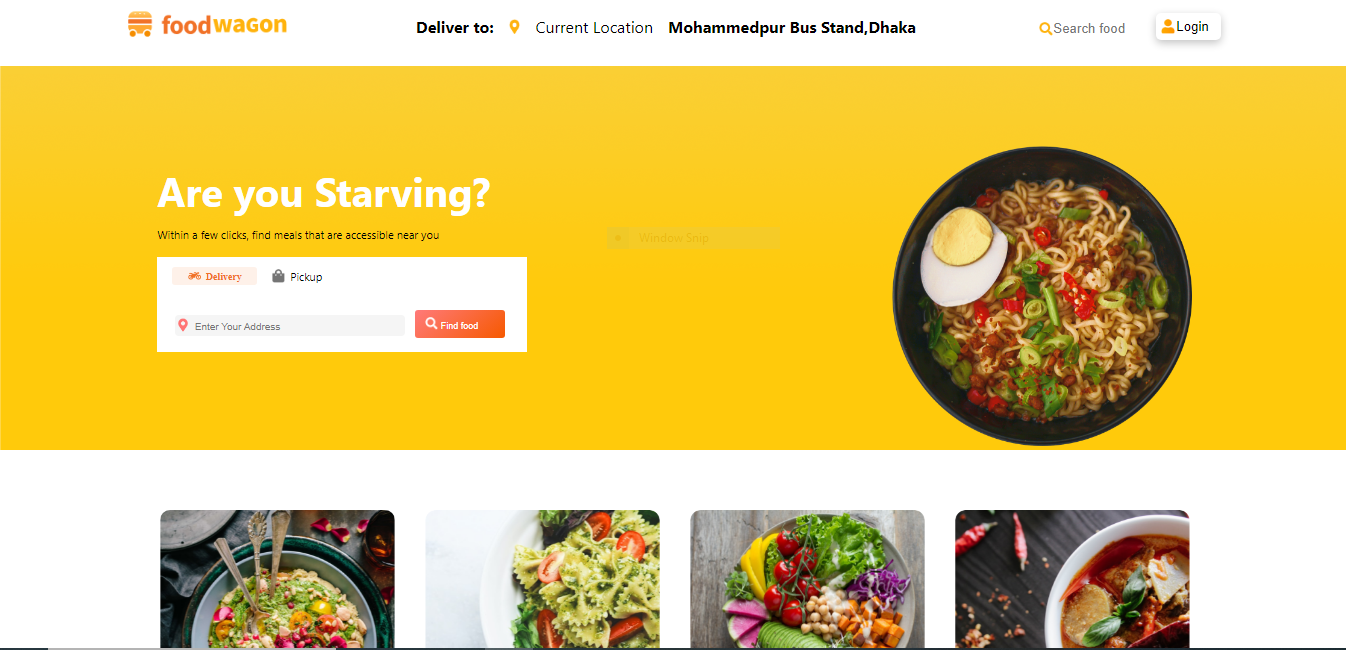 foodwagon
Deliver to: Current Location Mohammedpur Bus Stand,Dhaka
Search food
Login
Are you Starving?
Within a few clicks, find meals that are accessible near you
Window Snip
Delivery
Pickup
Enter Your Address
Find food